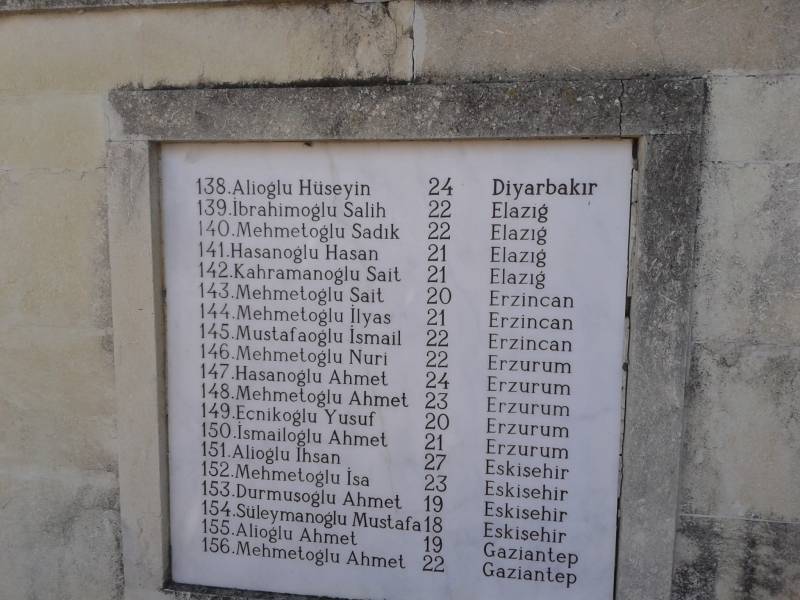 138.Alioğlu Hüseyin 24 Diyarbakır
139.İbrahimoğlu Salih 22 Elazığ
140.Mehmetoğlu Sadık 22 Elazığ
141.Hasanoğlu Hasan 21 Elazığ
142.Kahramanoğlu Sait 21 Elazığ
143.Mehmetoğlu Sait 20 Erzincan
144.Mehmetoğlu İlyas 21 Erzincan
145.Mustafaoğlu İsmail 22 Erzincan
146.Mehmetoğlu Nuri 22 Erzurum
147.Hasanoğlu Ahmet 24 Erzurum
148.Mehmetoğlu Ahmet 23 Erzurum
149.Ecnikoğlu Yusuf 20 Erzurum
150.İsmailoğlu Ahmet 21 Erzurum
151.Alioğlu İhsan 27 Eskisehir
152.Mehmetoğlu İsa 23 Eskisehir
153.Durmuşoğlu Ahmet 19 Eskisehir
154.Süleymanoğlu Mustafa 18 Eskisehir
155.Alioğlu Ahmet 19 Gaziantep
156.Mehmetoğlu Ahmet 22 Gaziantep